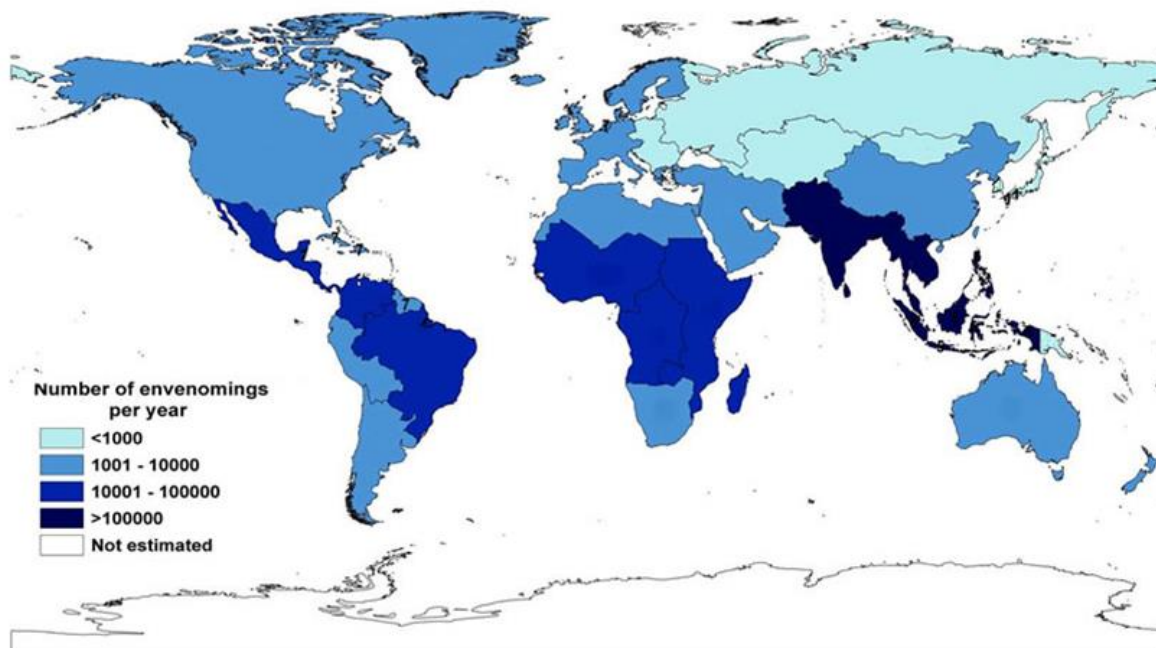 Number of envenomings
per year
<1000
1001 - 10000
10001 - 100000
>100000
Not estimated